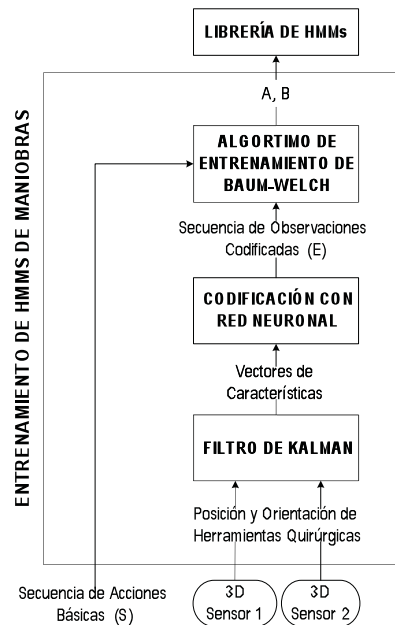 LIBRERÍA DE HMMs
A, B
ALGORTIMO DE
ENTRENAMIENTO DE
BAUM-WELCH
Secuencia de Observaciones
Codificadas (E)
CODIFICACIÓN CON
RED NEURONAL
Vectores de
Características
FILTRO DE KALMAN
Posición y Orientación de
Herramientas Quirúrgicas
ENTRENAMIENTO DE HMMS DE MANIOBRAS
Secuencia de Acciones
Básicas (S)
3D
Sensor 1
3D
Sensor 2